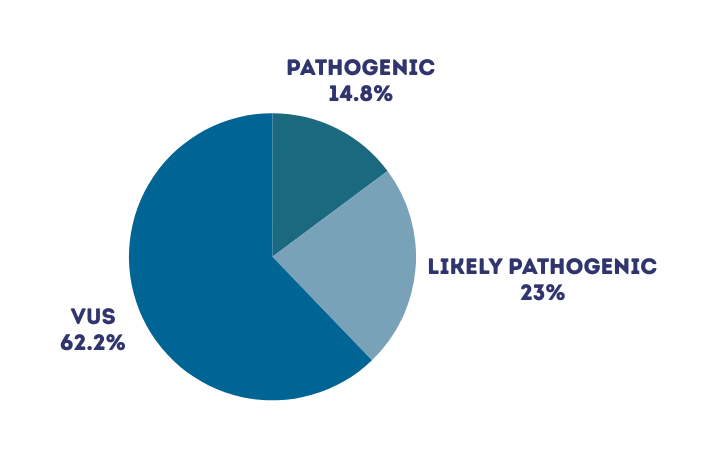 PATHOGENIC
14.8%
LIKELY PATHOGENIC
23%
VUS
62.2%